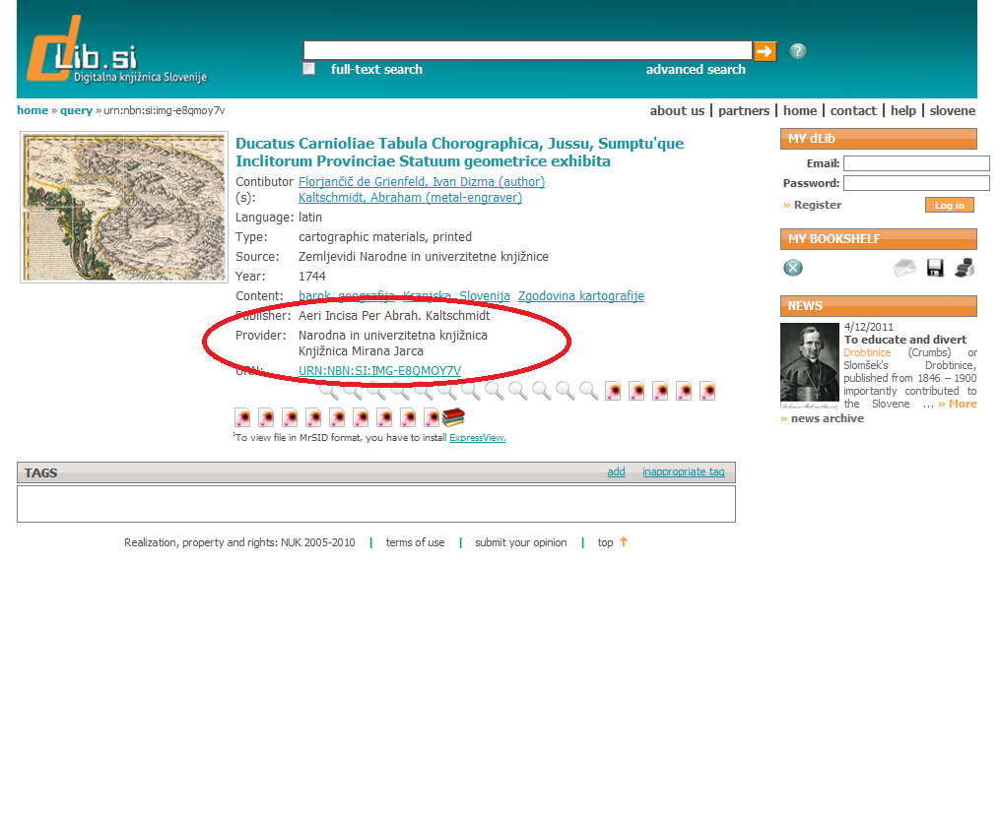 dLib.si
Digitalna knjižnica Slovenije
full-text search
advanced search
home » query » urn:nbn:si:img-e8qmoy7v
about us | partners | home | contact | help | slovene
Ducatus Carnioliae Tabula Chorographica, Jussu, Sumptu'que
Inclitorum Provinciae Statuum geometrice exhibita
Contibutor Florjančič de Grienfeld, Ivan Dizma (author)
(s): Kaltschmidt, Abraham (metal-engraver)
Language: latin
Type: cartographic materials, printed
Source: Zemljevidi Narodne in univerzitetne knjižnice
Year: 1744
Content: barok geografija Kranjska Slovenija Zgodovina kartografije
Publisher: Aeri Incisa Per Abrah. Kaltschmidt
Provider: Narodna in univerzitetna knjižnica
Knjižnica Mirana Jarca
URN: URN:NBN:SI:IMG-E8QMOY7V
1To view file in MrSID format, you have to install ExpressView.
MY dLib
Email:
Password:
» Register
Log in
MY BOOKSHELF
NEWS
4/12/2011
To educate and divert
Drobtinice (Crumbs) or
Slomšek's Drobtinice,
published from 1846 – 1900
importantly contributed to
the Slovene ... » More
» news archive
TAGS
add
inappropriate tag
Realization, property and rights: NUK 2005-2010 | terms of use | submit your opinion | top